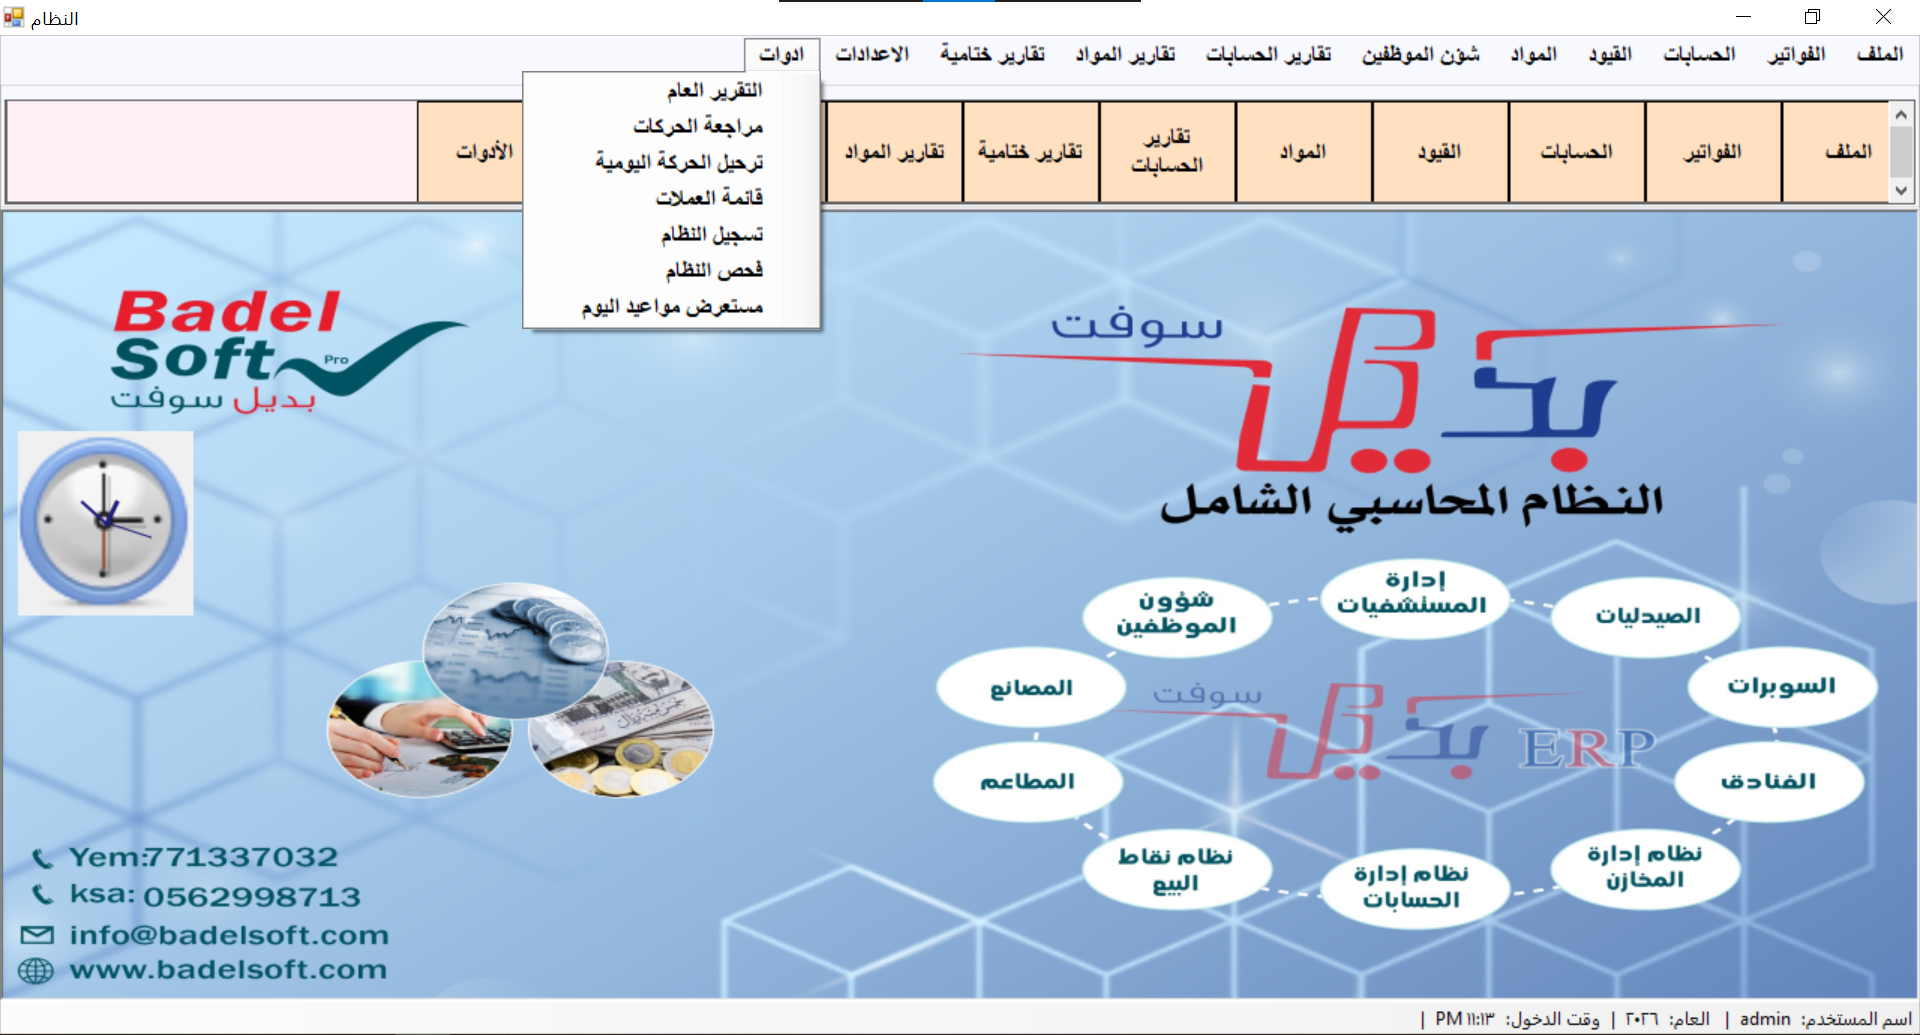 النظام
الملف
الفواتير
الحسابات
القيود
المواد
شؤن الموظفين
تقارير الحسابات
تقارير المواد
تقارير ختامية
الاعدادات
ادوات
التقرير العام
مراجعة الحركات
ترحيل الحركة اليومية
قائمة العملات
تسجيل النظام
فحص النظام
مستعرض مواعيد اليوم
الملف
الفواتير
الحسابات
القيود
المواد
تقارير
الحسابات
تقارير ختامية
تقارير المواد
الأدوات
Badel
Soft Pro
بديل سوفت
بديل سوفت
النظام المحاسبي الشامل
إدارة
المستشفيات
الصيدليات
السوبرات
الفنادق
نظام إدارة
المخازن
نظام إدارة
الحسابات
نظام نقاط
البيع
المطاعم
المصانع
شؤون
الموظفين
بديل سوفت ERP
Yem:771337032
ksa: 0562998713
info@badelsoft.com
www.badelsoft.com
اسم المستخدم: admin | العام: ٢٠٢٦ | وقت الدخول: ١١:١٣ PM |